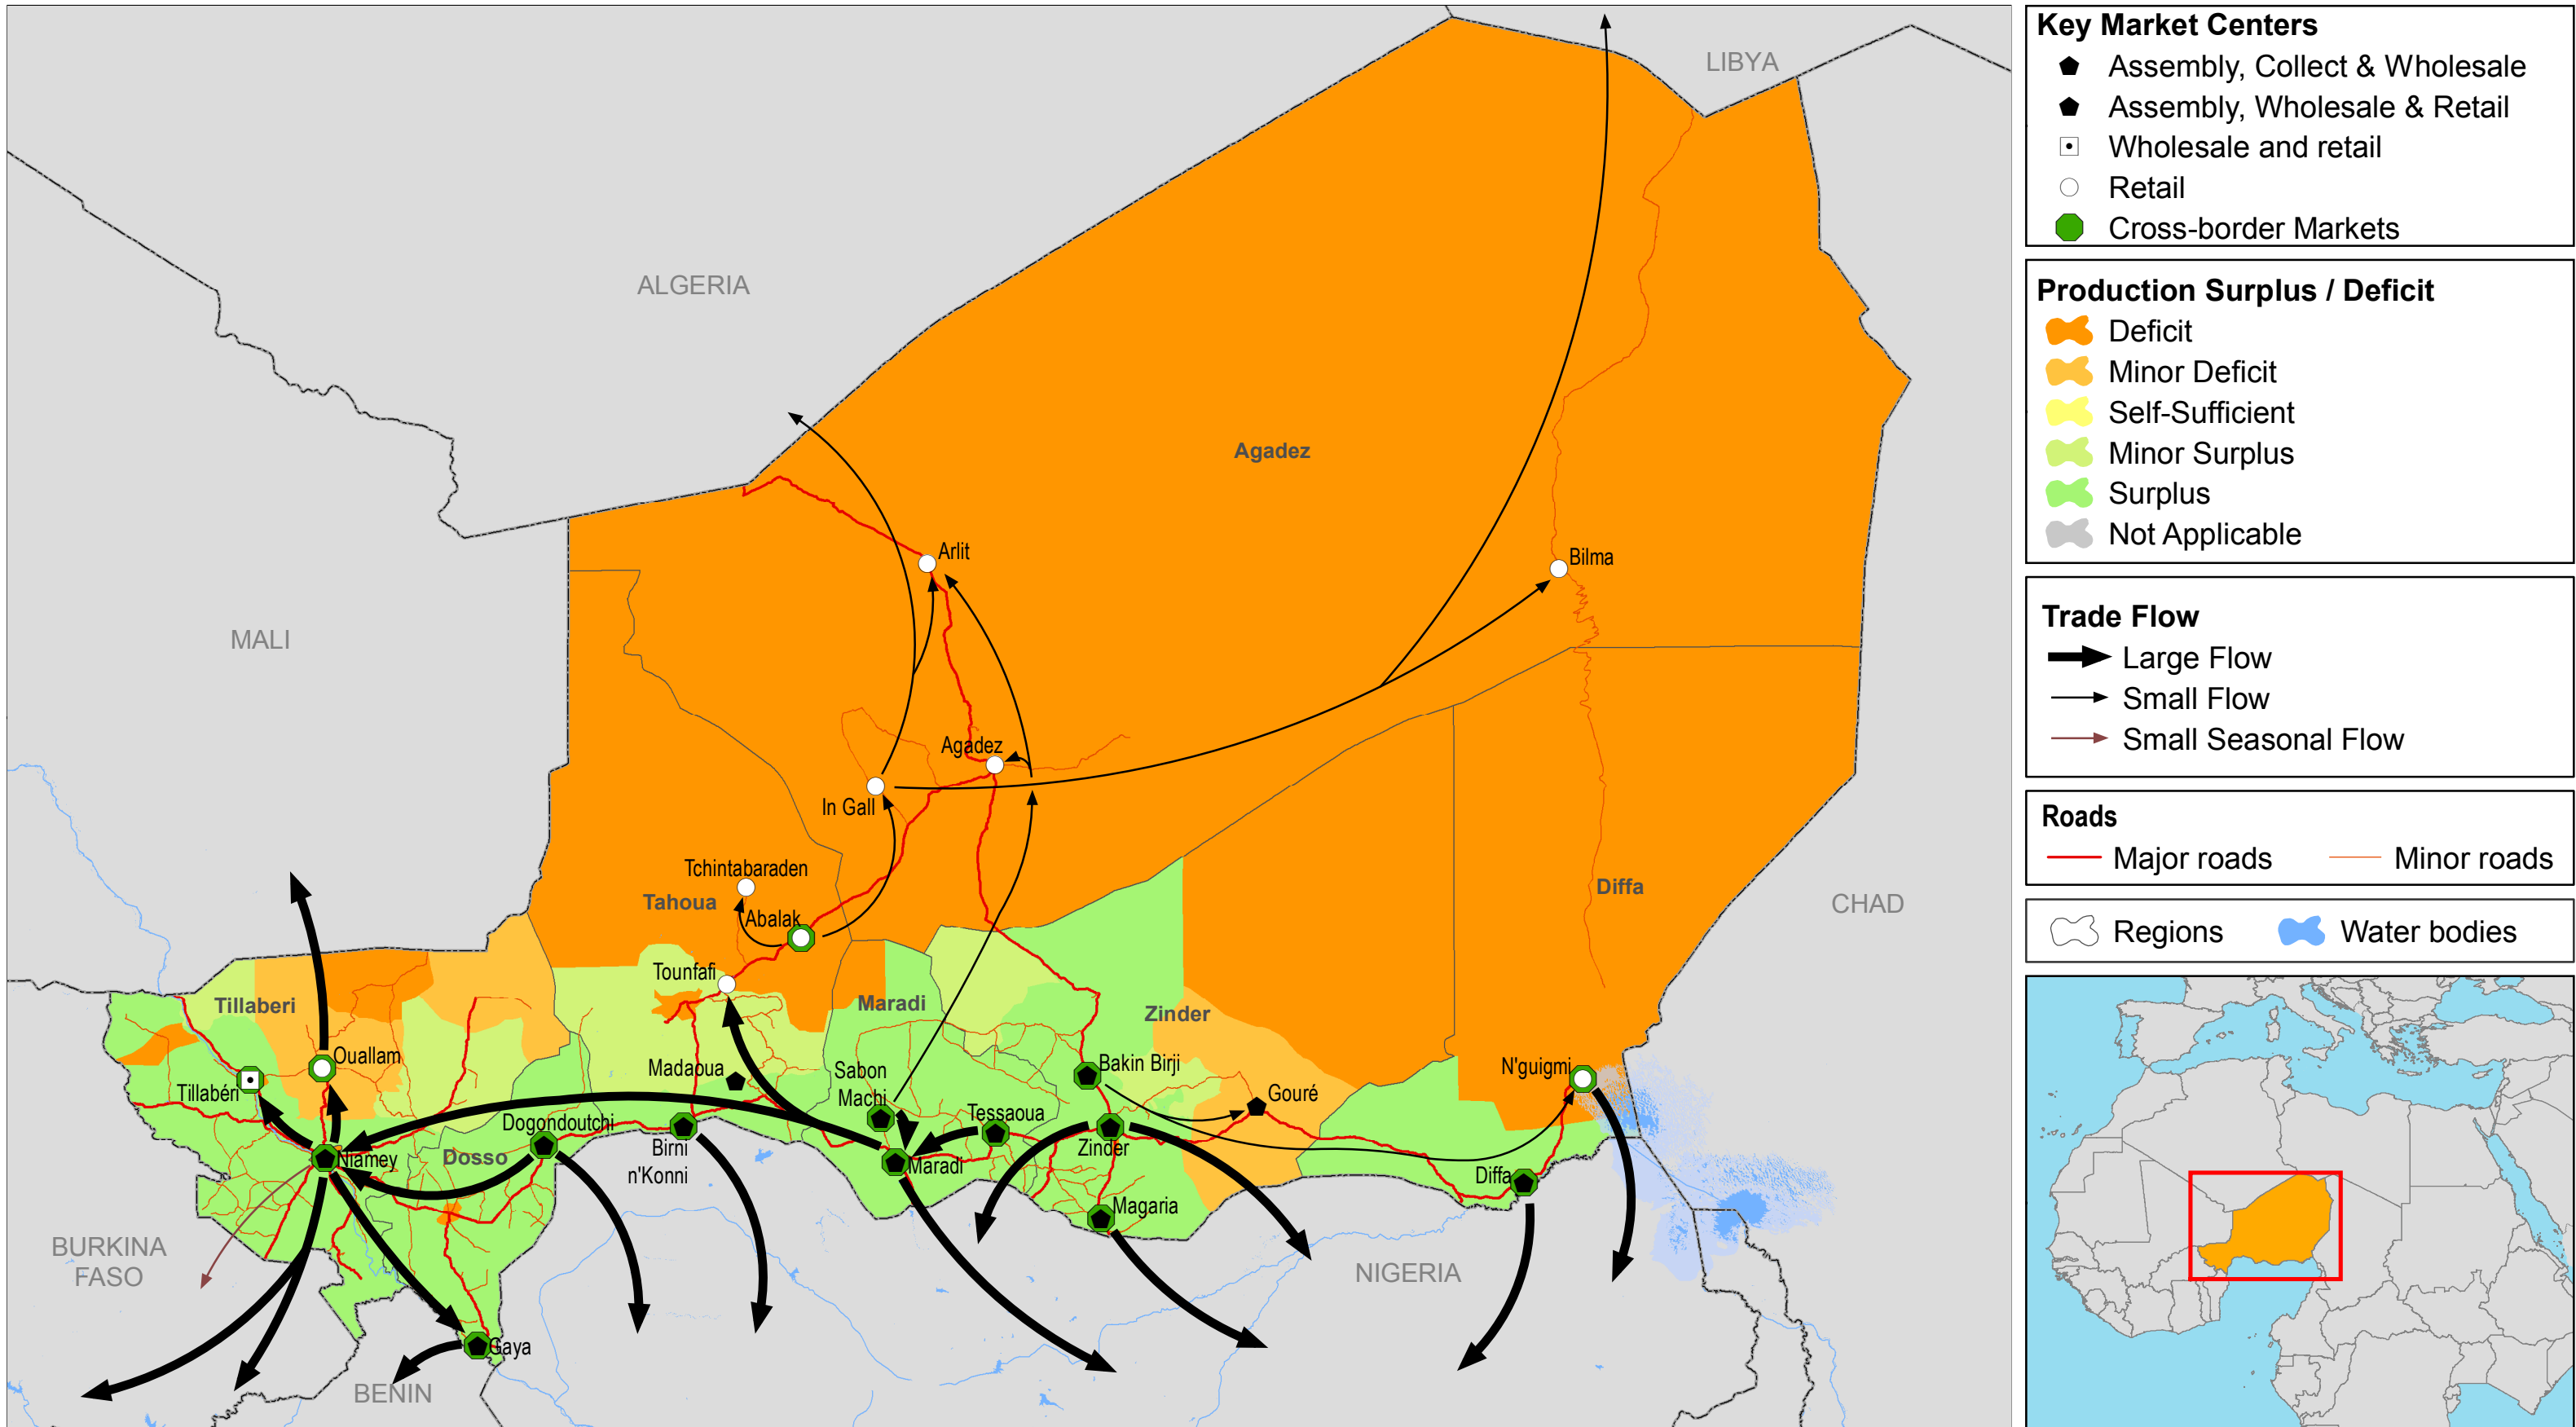 LIBYA
ALGERIA
Agadez
Arlit
Bilma
MALI
Agadez
In Gall
Tchintabaraden
Tahoua
Abalak
Diffa
CHAD
Tounfafi
Tillaberi
Maradi
Zinder
Ouallam
Madaoua
Sabon
Machi
Bakin Birji
N'guigmi
Tillabéri
Gouré
Tessaoua
Dogondoutchi
Niamey
Dosso
Birni
n'Konni
Maradi
Zinder
Diffa
Magaria
BURKINA
FASO
NIGERIA
Gaya
BENIN
Key Market Centers
Assembly, Collect & Wholesale
Assembly, Wholesale & Retail
Wholesale and retail
Retail
Cross-border Markets
Production Surplus / Deficit
Deficit
Minor Deficit
Self-Sufficient
Minor Surplus
Surplus
Not Applicable
Trade Flow
Large Flow
Small Flow
Small Seasonal Flow
Roads
Major roads Minor roads
Regions Water bodies